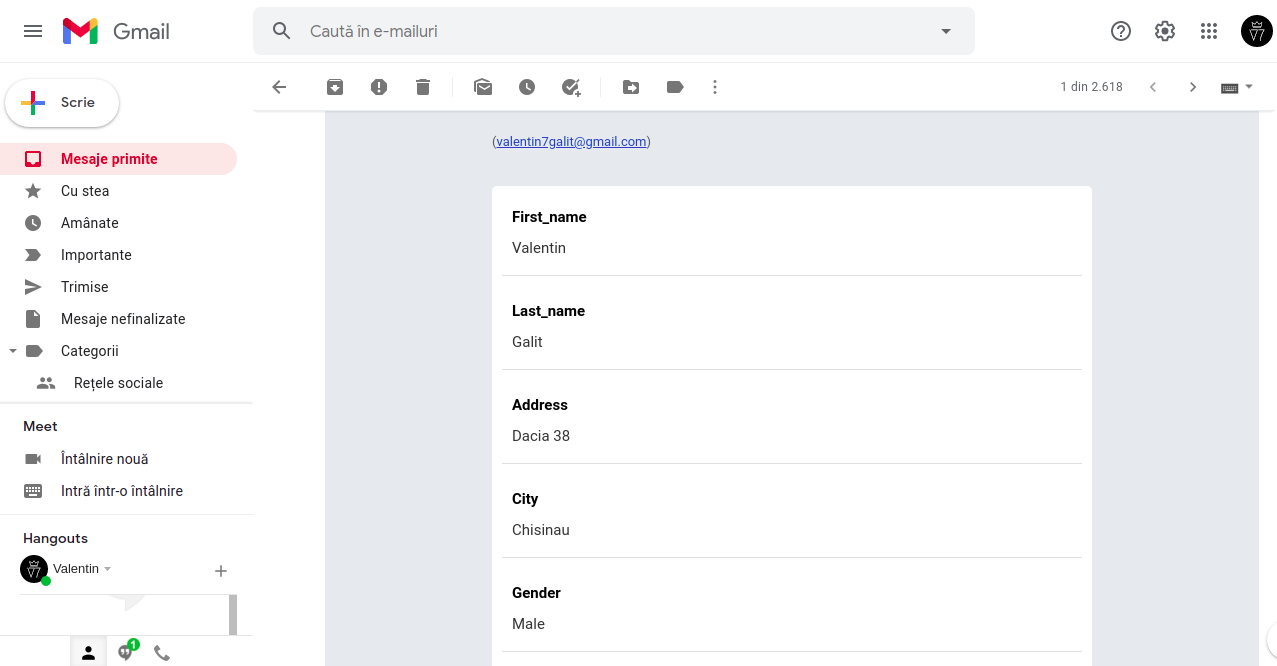 Gmail
Caută în e-mailuri
Scrie
1 din 2.618
Mesaje primite
Cu stea
Amânate
Importante
Trimise
Mesaje nefinalizate
Categorii
Rețele sociale
Meet
Întâlnire nouă
Intră într-o întâlnire
Hangouts
Valentin
1
(valentin7galit@gmail.com)
First_name
Valentin
Last_name
Galit
Address
Dacia 38
City
Chisinau
Gender
Male